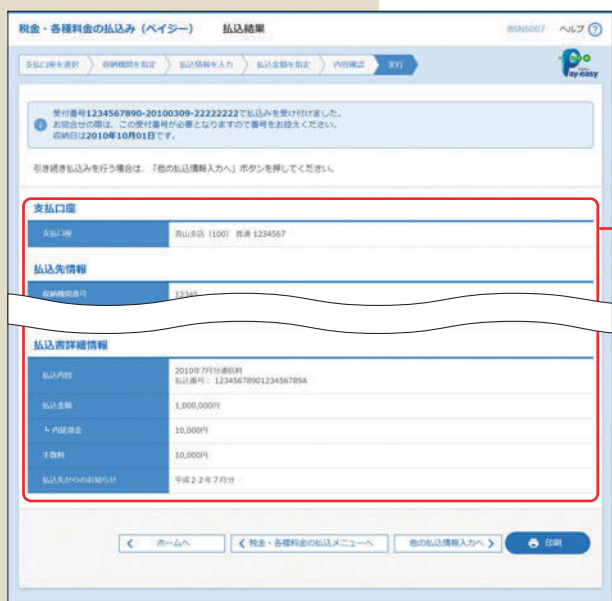 税金・各種料金の払込み（ペイジー） 払込結果
BSNS007 ヘルプ ?
支払口座を選択 収納機関を指定 払込情報を入力 払込金額を指定 内容確認 実行
Pay-easy
受付番号1234567890-20100309-22222222で払込みを受け付けました。
お問合せの際は、この受付番号が必要となりますので番号をお控えください。
収納日は2010年10月01日です。
引き続き払込みを行う場合は、「他の払込情報入力へ」ボタンを押してください。
支払口座
支払口座 青山支店（100） 普通 1234567
払込先情報
収納機関番号 12345
払込書詳細情報
払込内容 2010年7月分通話料
払込番号： 1234567890123456789A
払込金額 1,000,000円
┗ 内延滞金 10,000円
手数料 10,000円
払込先からのお知らせ 平成22年7月分
ホームへ 税金・各種料金の払込メニューへ 他の払込情報入力へ 印刷